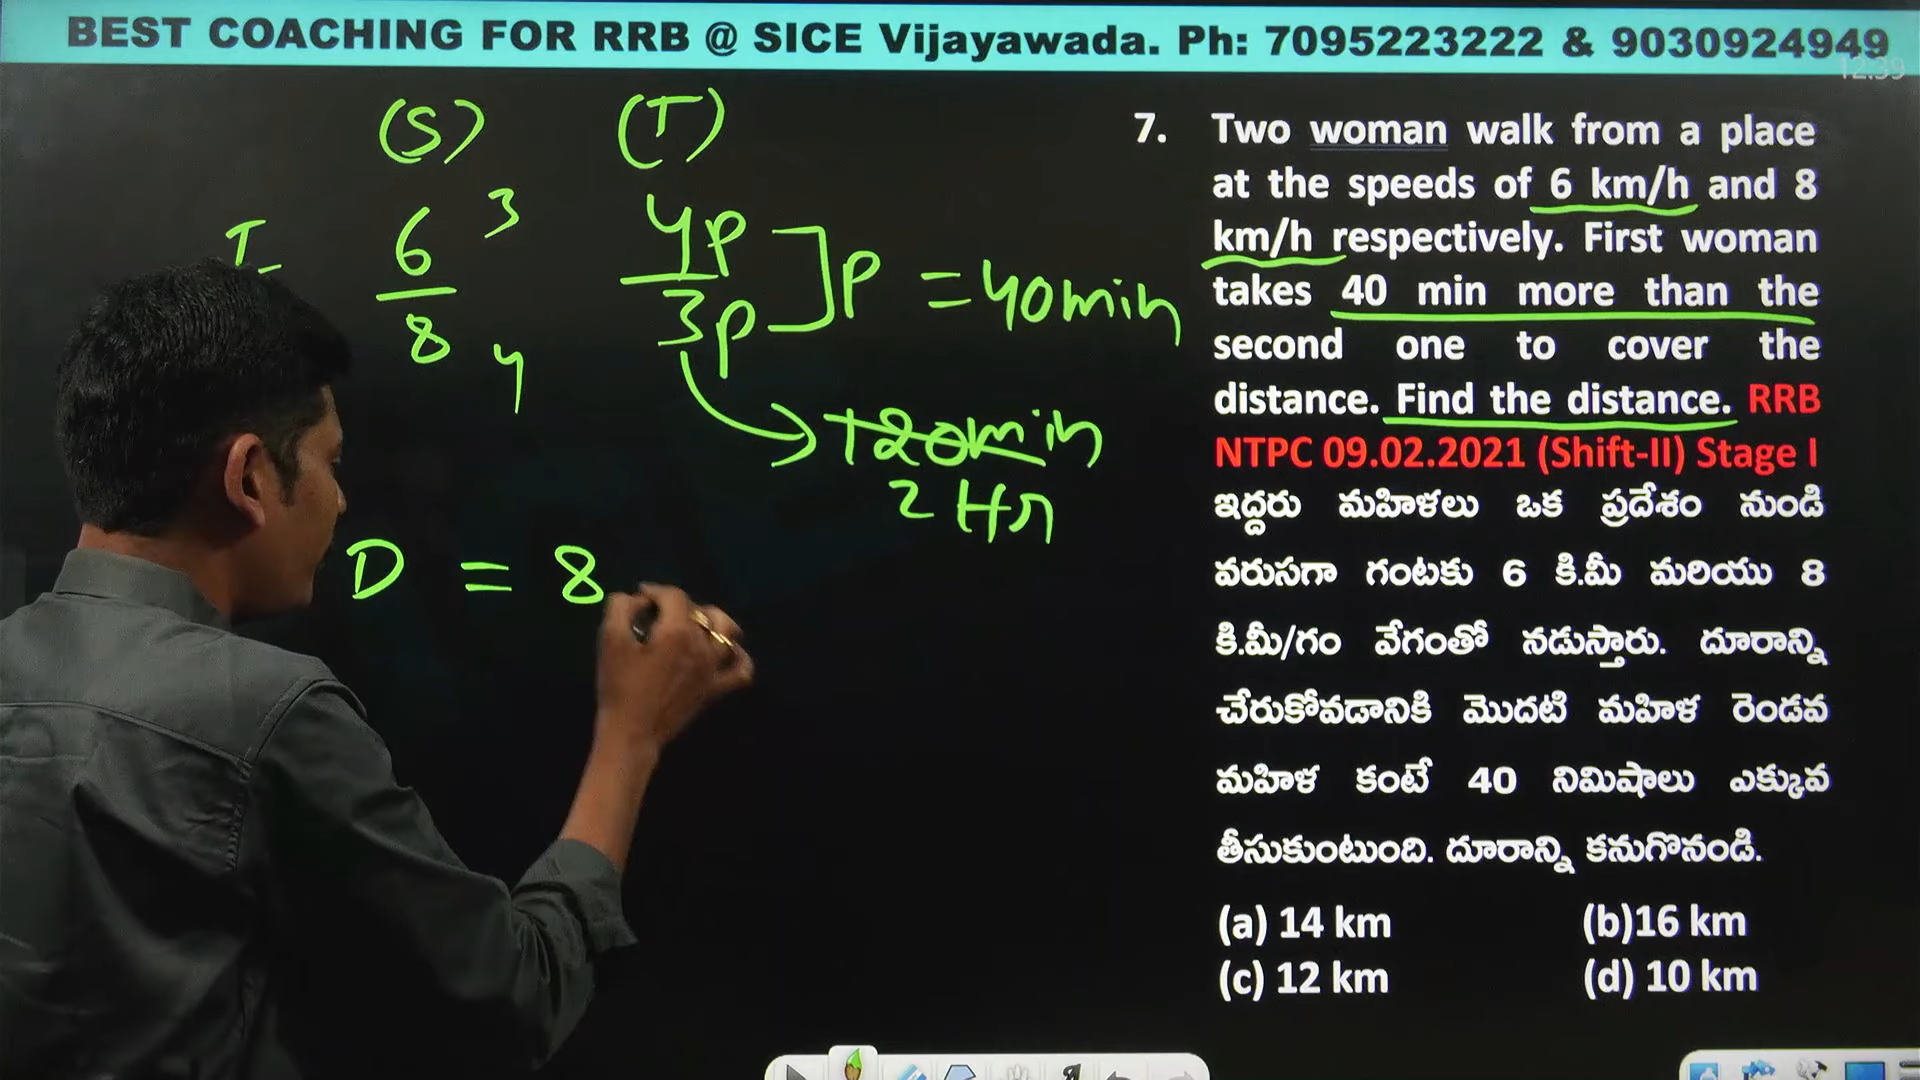 BEST COACHING FOR RRB @ SICE Vijayawada. Ph: 7095223222 & 9030924949
12:39
(S) (T)
I 6 3 4p
8 4 3p ] p = 40min
120min
2 Hr
D = 8
7. Two woman walk from a place
at the speeds of 6 km/h and 8
km/h respectively. First woman
takes 40 min more than the
second one to cover the
distance. Find the distance. RRB
NTPC 09.02.2021 (Shift-II) Stage I
ఇద్దరు మహిళలు ఒక ప్రదేశం నుండి
వరుసగా గంటకు 6 కి.మీ మరియు 8
కి.మీ/గం వేగంతో నడుస్తారు. దూరాన్ని
చేరుకోవడానికి మొదటి మహిళ రెండవ
మహిళ కంటే 40 నిమిషాలు ఎక్కువ
తీసుకుంటుంది. దూరాన్ని కనుగొనండి.
(a) 14 km (b)16 km
(c) 12 km (d) 10 km